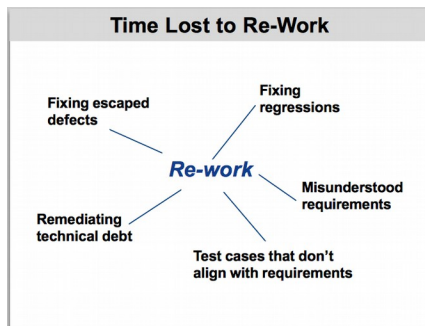 Time Lost to Re-Work
Fixing
regressions
Fixing escaped
defects
Re-work
Misunderstood
requirements
Remediating
technical debt
Test cases that don't
align with requirements